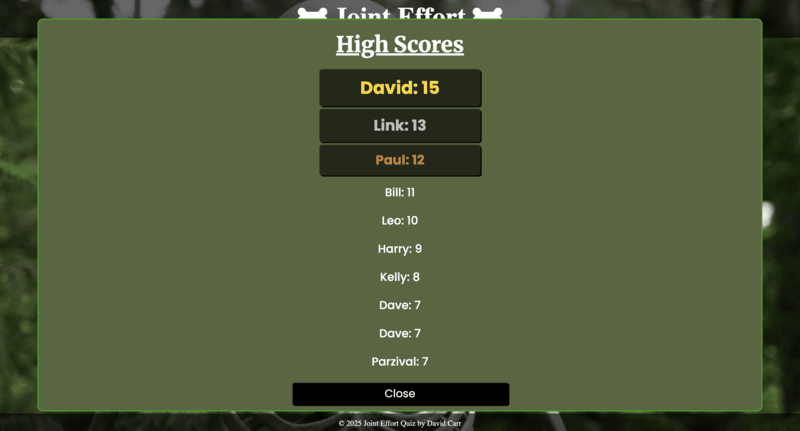 Joint Effort
High Scores
David: 15
Link: 13
Paul: 12
Bill: 11
Leo: 10
Harry: 9
Kelly: 8
Dave: 7
Dave: 7
Parzival: 7
Close
© 2025 Joint Effort Quiz by David Carr